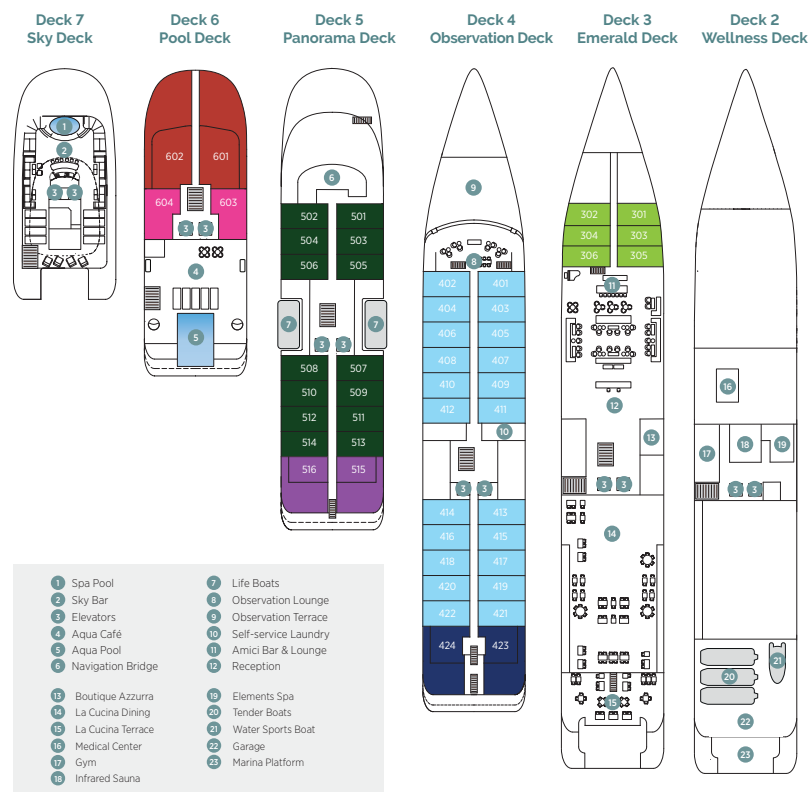 Deck 7
Sky Deck
Deck 6
Pool Deck
Deck 5
Panorama Deck
Deck 4
Observation Deck
Deck 3
Emerald Deck
Deck 2
Wellness Deck
1
2
3 3
602 601
604 603
3 3
4
5
6
502 501
504 503
506 505
7 7
3 3
508 507
510 509
512 511
514 513
516 515
9
8
402 401
404 403
406 405
408 407
410 409
412 411
10
3 3
414 413
416 415
418 417
420 419
422 421
424 423
302 301
304 303
306 305
11
12
13
3 3
14
15
16
17 18 19
3 3
21
20
22
23
1 Spa Pool
2 Sky Bar
3 Elevators
4 Aqua Café
5 Aqua Pool
6 Navigation Bridge
7 Life Boats
8 Observation Lounge
9 Observation Terrace
10 Self-service Laundry
11 Amici Bar & Lounge
12 Reception
13 Boutique Azzurra
14 La Cucina Dining
15 La Cucina Terrace
16 Medical Center
17 Gym
18 Infrared Sauna
19 Elements Spa
20 Tender Boats
21 Water Sports Boat
22 Garage
23 Marina Platform